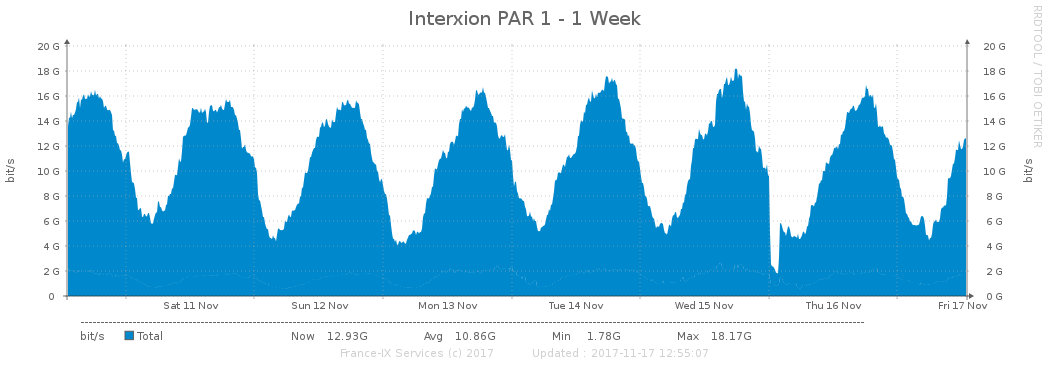 Interxion PAR 1 - 1 Week
RRDTOOL / TOBI OETIKER
20 G 20 G
18 G 18 G
16 G 16 G
14 G 14 G
12 G 12 G
10 G 10 G
8 G 8 G
6 G 6 G
4 G 4 G
2 G 2 G
0 0 G
bit/s bit/s
Sat 11 Nov Sun 12 Nov Mon 13 Nov Tue 14 Nov Wed 15 Nov Thu 16 Nov Fri 17 Nov
bit/s Total Now 12.93G Avg 10.86G Min 1.78G Max 18.17G
France-IX Services (c) 2017 Updated : 2017-11-17 12:55:07